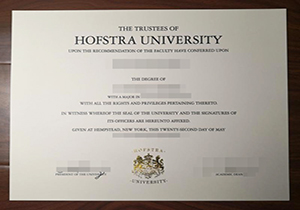 THE TRUSTEES OF
HOFSTRA UNIVERSITY
UPON THE RECOMMENDATION OF THE FACULTY HAVE CONFERRED UPON
THE DEGREE OF
WITH A MAJOR IN
WITH ALL THE RIGHTS AND PRIVILEGES PERTAINING THERETO.
IN WITNESS WHEREOF THE SEAL OF THE UNIVERSITY AND THE SIGNATURES OF
ITS OFFICERS ARE HEREUNTO AFFIXED.
GIVEN AT HEMPSTEAD, NEW YORK, THIS TWENTY-SECOND DAY OF MAY
HOFSTRA
UNIVERSITY